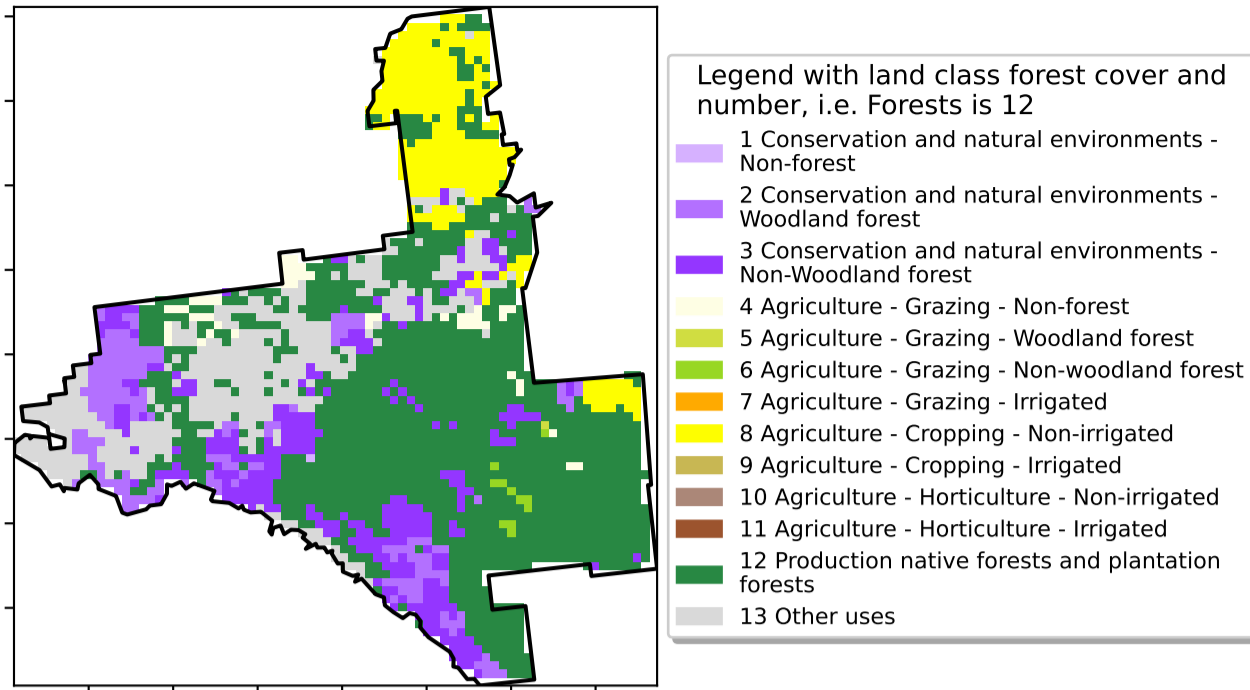 Legend with land class forest cover and
number, i.e. Forests is 12
1 Conservation and natural environments -
Non-forest
2 Conservation and natural environments -
Woodland forest
3 Conservation and natural environments -
Non-Woodland forest
4 Agriculture - Grazing - Non-forest
5 Agriculture - Grazing - Woodland forest
6 Agriculture - Grazing - Non-woodland forest
7 Agriculture - Grazing - Irrigated
8 Agriculture - Cropping - Non-irrigated
9 Agriculture - Cropping - Irrigated
10 Agriculture - Horticulture - Non-irrigated
11 Agriculture - Horticulture - Irrigated
12 Production native forests and plantation
forests
13 Other uses